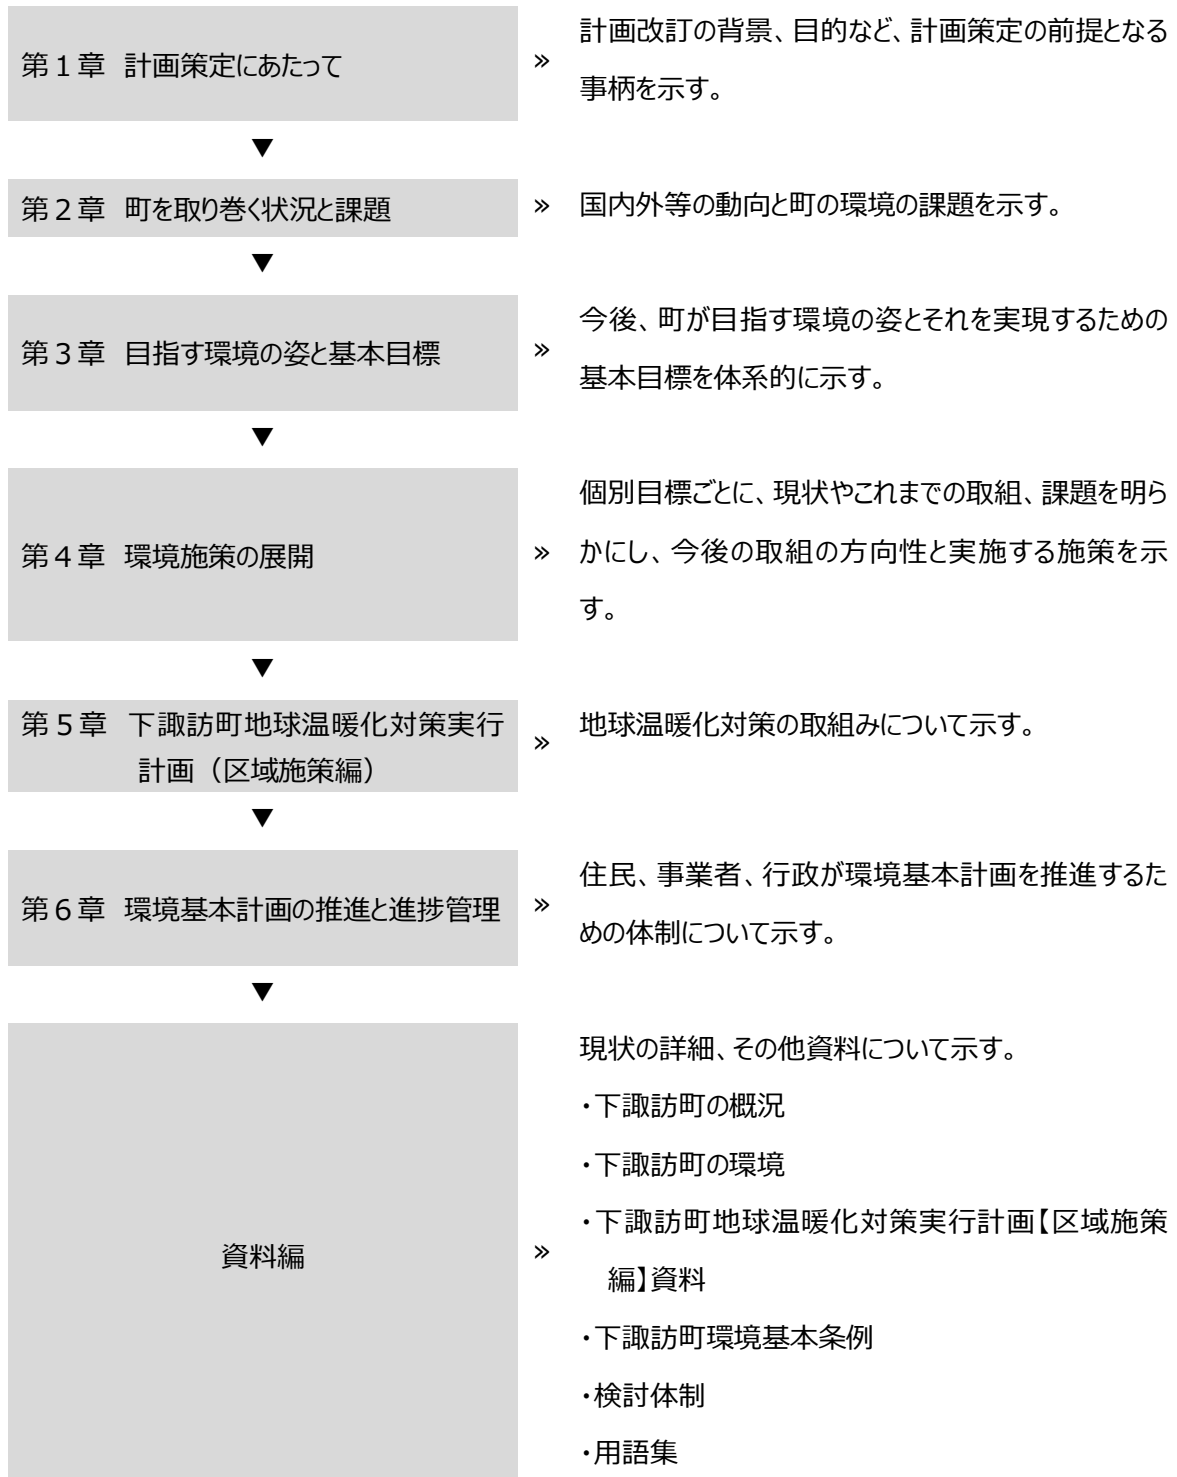 第１章 計画策定にあたって
»
計画改訂の背景、目的など、計画策定の前提となる
事柄を示す。
▼
第２章 町を取り巻く状況と課題
»
国内外等の動向と町の環境の課題を示す。
▼
第３章 目指す環境の姿と基本目標
»
今後、町が目指す環境の姿とそれを実現するための
基本目標を体系的に示す。
▼
第４章 環境施策の展開
»
個別目標ごとに、現状やこれまでの取組、課題を明ら
かにし、今後の取組の方向性と実施する施策を示
す。
▼
第５章 下諏訪町地球温暖化対策実行
計画（区域施策編）
»
地球温暖化対策の取組みについて示す。
▼
第６章 環境基本計画の推進と進捗管理
»
住民、事業者、行政が環境基本計画を推進するた
めの体制について示す。
▼
資料編
»
現状の詳細、その他資料について示す。
・下諏訪町の概況
・下諏訪町の環境
・下諏訪町地球温暖化対策実行計画【区域施策
編】資料
・下諏訪町環境基本条例
・検討体制
・用語集